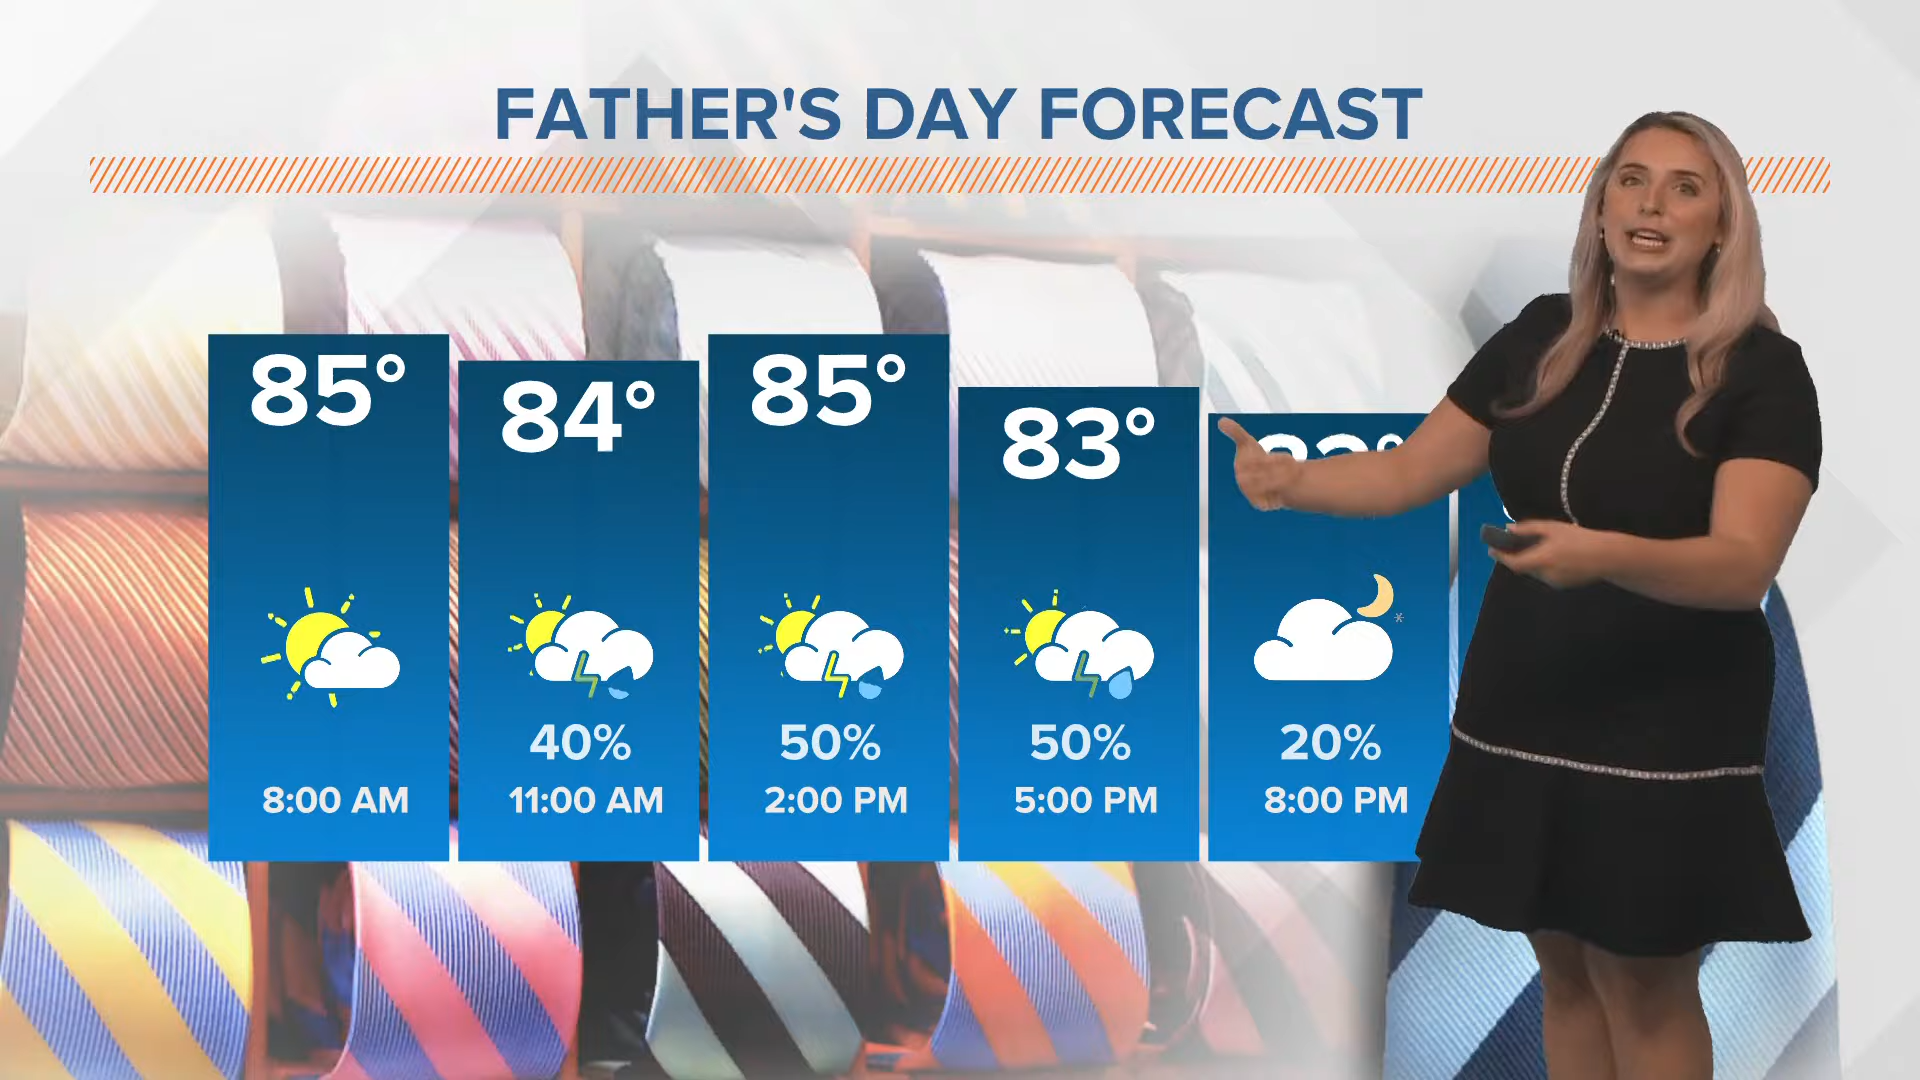 FATHER'S DAY FORECAST
85° 84° 85° 83°
40% 50% 50% 20%
8:00 AM 11:00 AM 2:00 PM 5:00 PM 8:00 PM